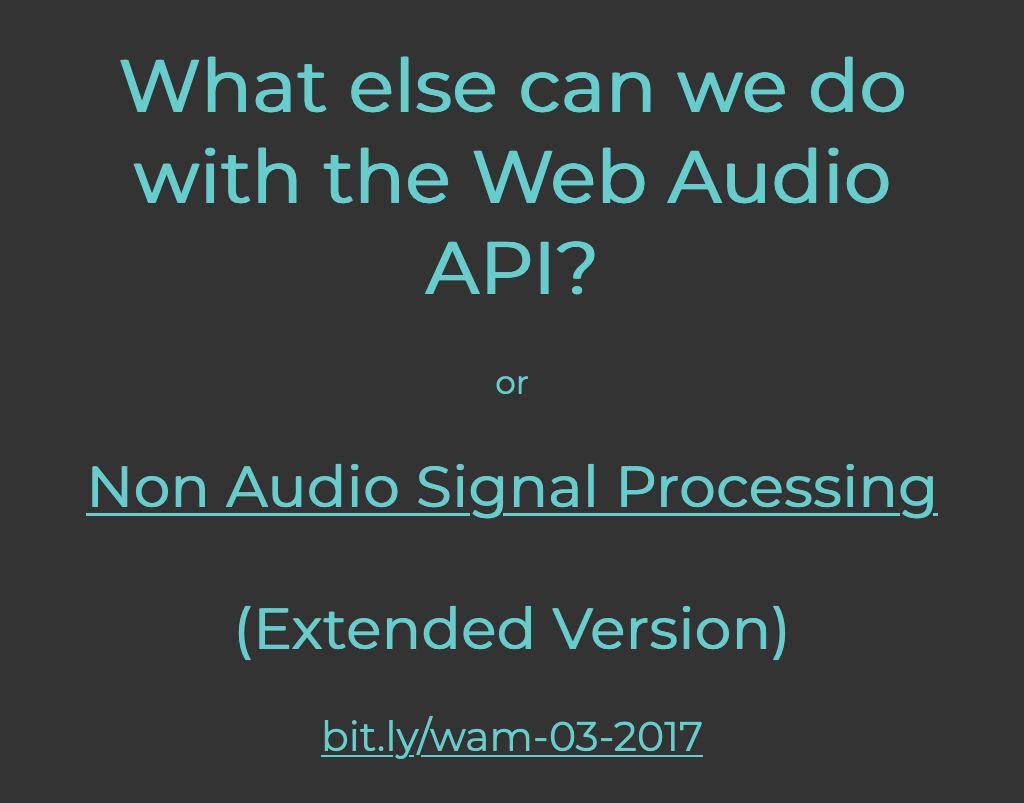 What else can we do
with the Web Audio
API?
or
Non Audio Signal Processing
(Extended Version)
bit.ly/wam-03-2017